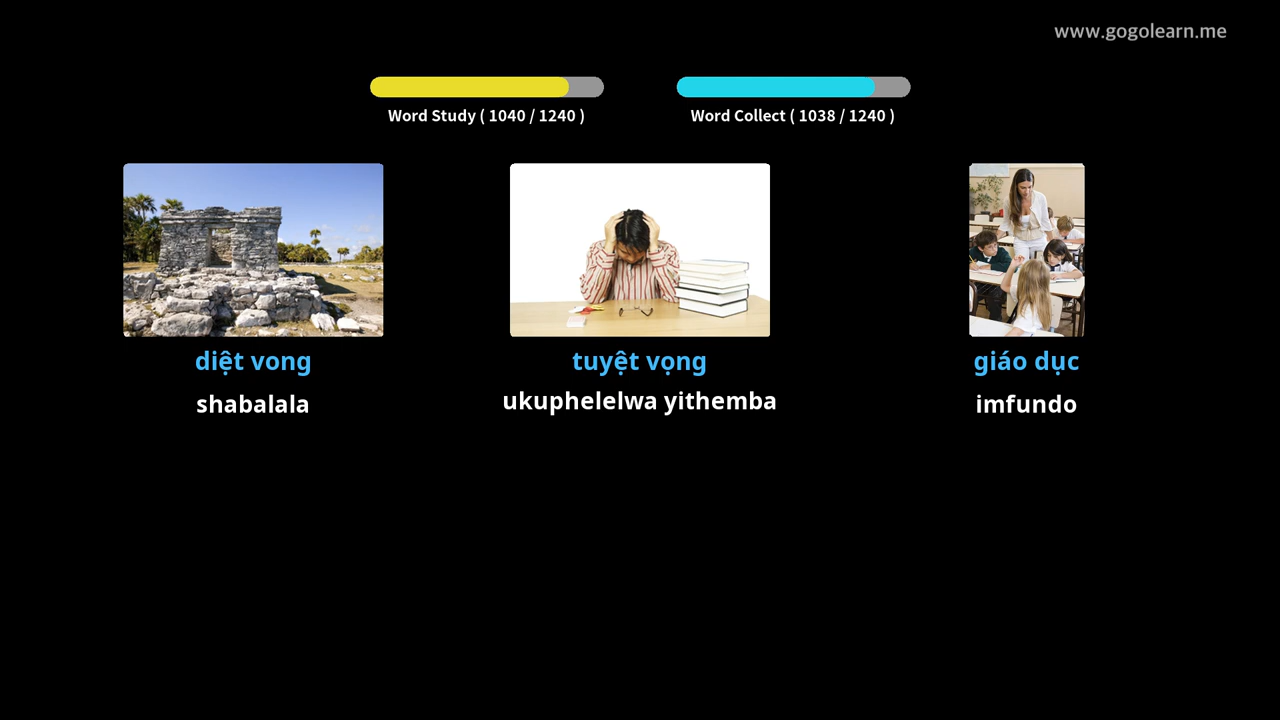 www.gogolearn.me
Word Study ( 1040 / 1240 )
Word Collect ( 1038 / 1240 )
diệt vong
tuyệt vọng
giáo dục
shabalala
ukuphelelwa yithemba
imfundo